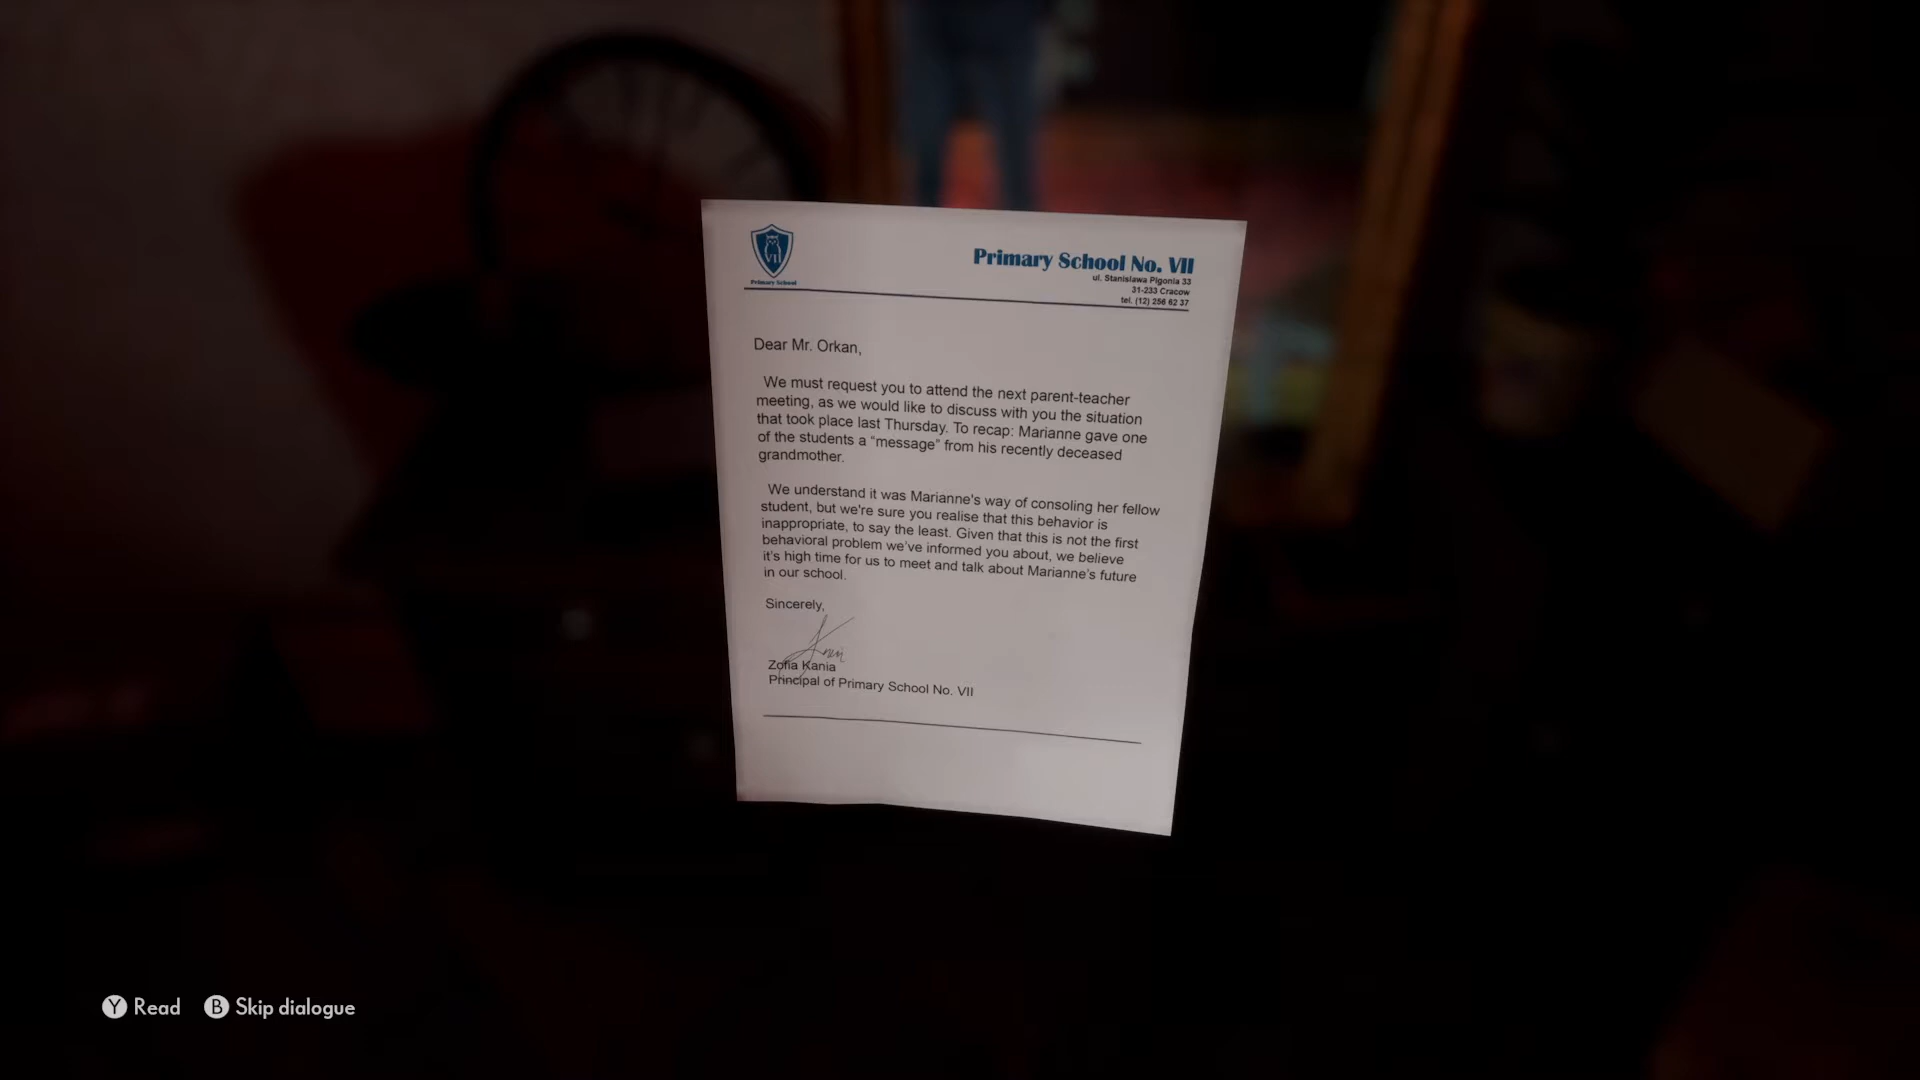 Primary School
Primary School No. VII
ul. Stanislawa Pigonia 33
31-233 Cracow
tel. (12) 256 62 37
Dear Mr. Orkan,
We must request you to attend the next parent-teacher
meeting, as we would like to discuss with you the situation
that took place last Thursday. To recap: Marianne gave one
of the students a “message” from his recently deceased
grandmother.
We understand it was Marianne's way of consoling her fellow
student, but we're sure you realise that this behavior is
inappropriate, to say the least. Given that this is not the first
behavioral problem we've informed you about, we believe
it's high time for us to meet and talk about Marianne's future
in our school.
Sincerely,
Zofia Kania
Principal of Primary School No. VII
Y Read B Skip dialogue